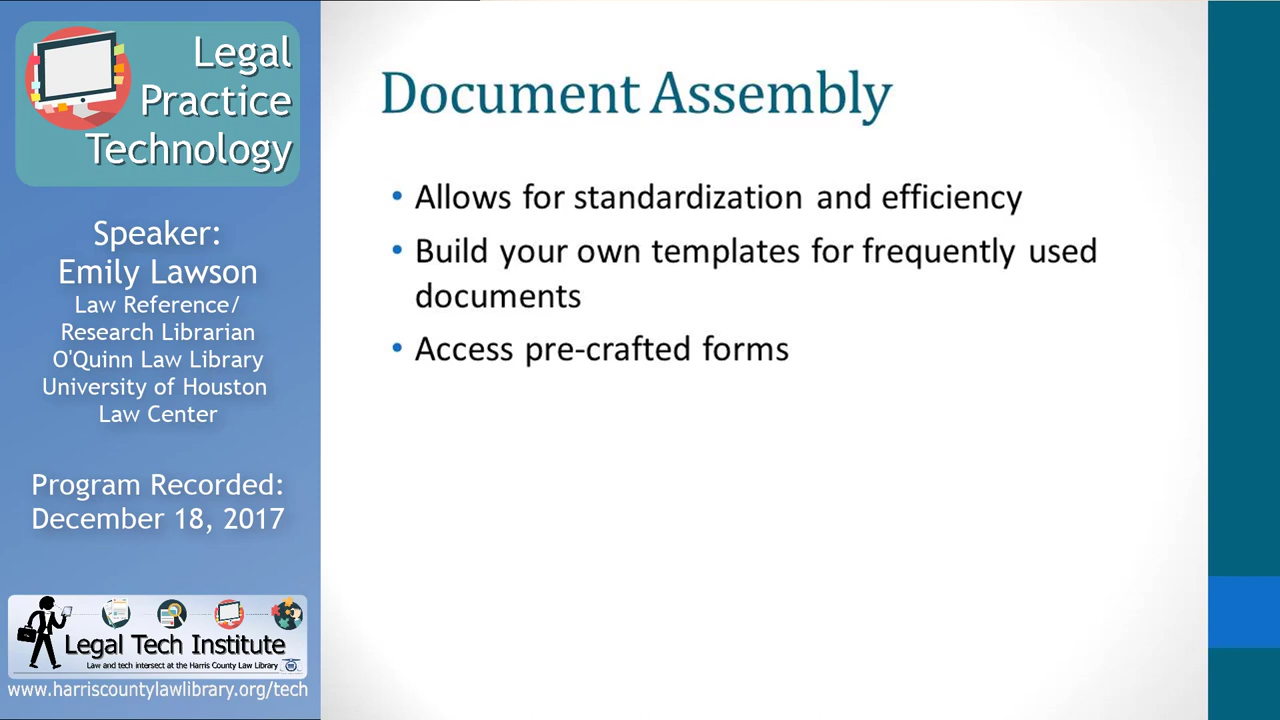 Legal
Practice
Technology
Speaker:
Emily Lawson
Law Reference/
Research Librarian
O'Quinn Law Library
University of Houston
Law Center
Program Recorded:
December 18, 2017
Legal Tech Institute
Law and tech intersect at the Harris County Law Library
www.harriscountylawlibrary.org/tech
Document Assembly
• Allows for standardization and efficiency
• Build your own templates for frequently used
documents
• Access pre-crafted forms